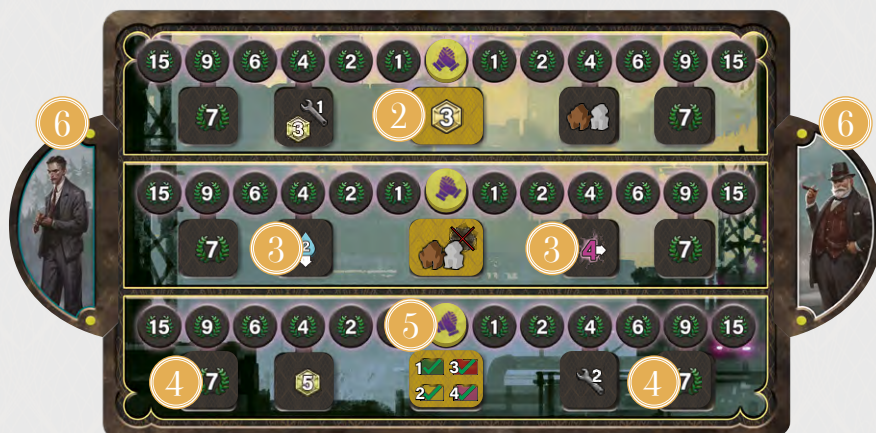 15 9 6 4 2 1 1 2 4 6 9 15
6 7 3 1 2 3 7 6
15 9 6 4 2 1 1 2 4 6 9 15
7 3 2 3 4 7
15 9 6 4 2 5 1 2 4 6 9 15
4 7 5 1 3 2 4 7
2 4